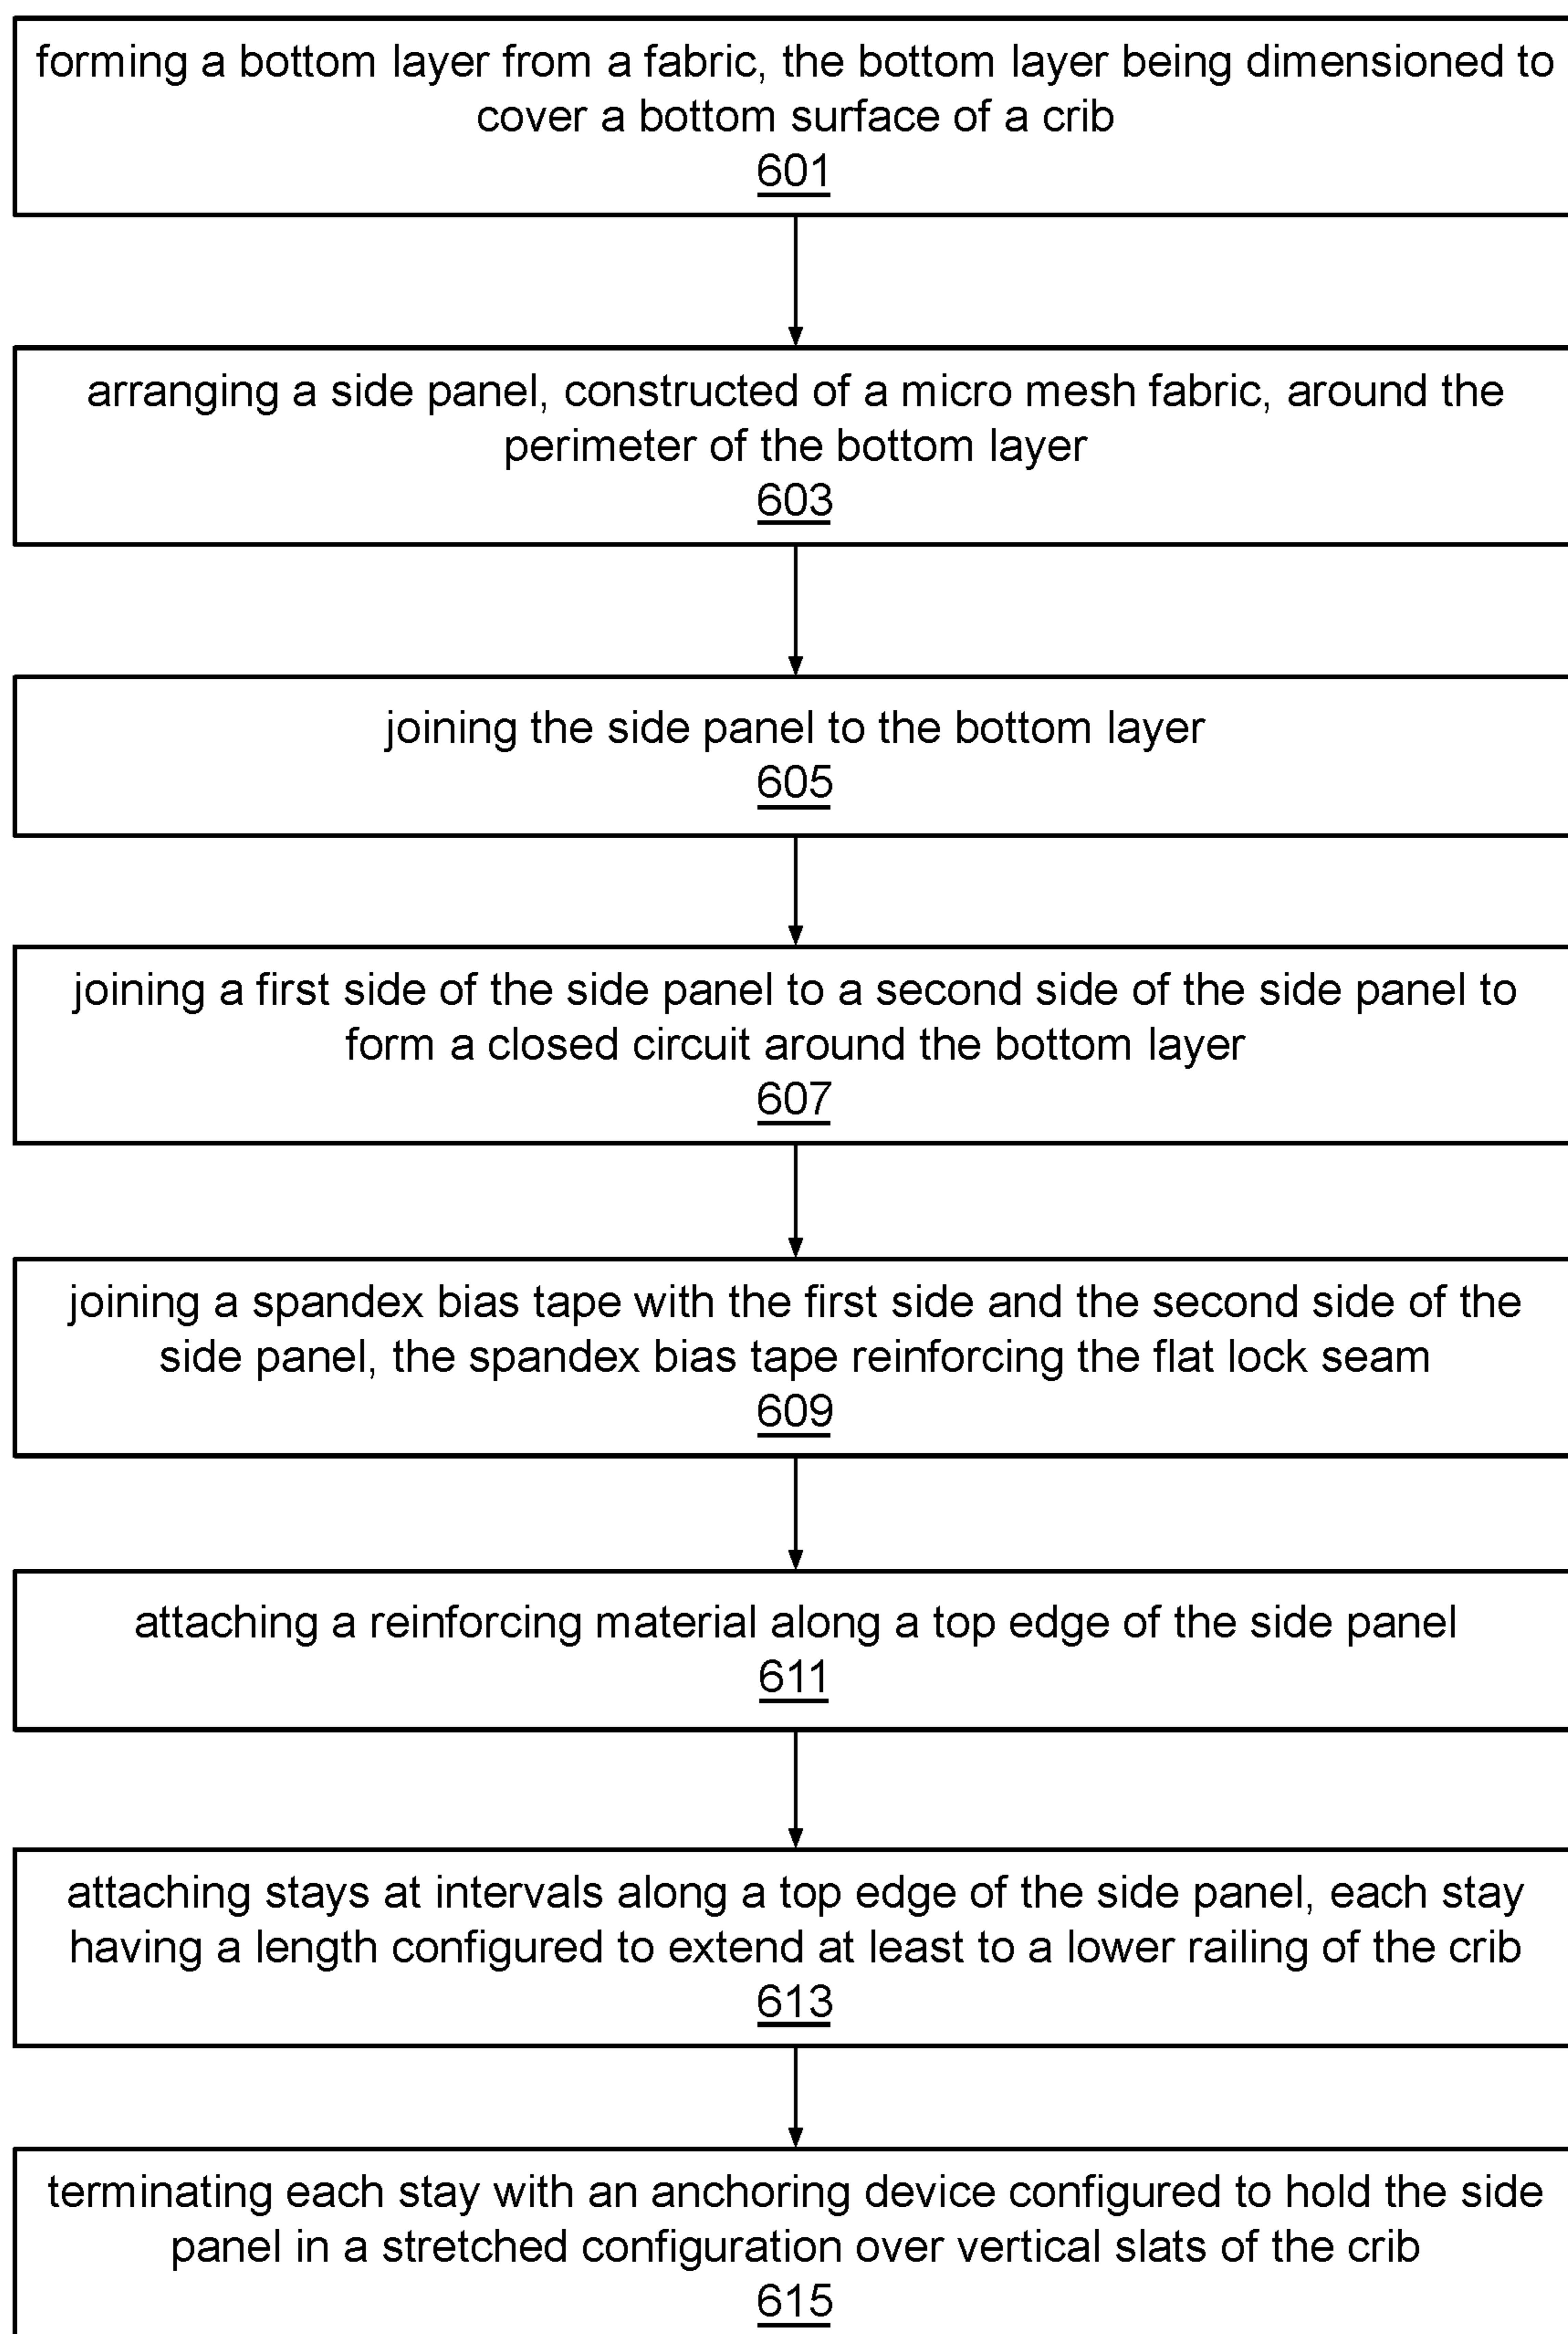 forming a bottom layer from a fabric, the bottom layer being dimensioned to
cover a bottom surface of a crib
601
arranging a side panel, constructed of a micro mesh fabric, around the
perimeter of the bottom layer
603
joining the side panel to the bottom layer
605
joining a first side of the side panel to a second side of the side panel to
form a closed circuit around the bottom layer
607
joining a spandex bias tape with the first side and the second side of the
side panel, the spandex bias tape reinforcing the flat lock seam
609
attaching a reinforcing material along a top edge of the side panel
611
attaching stays at intervals along a top edge of the side panel, each stay
having a length configured to extend at least to a lower railing of the crib
613
terminating each stay with an anchoring device configured to hold the side
panel in a stretched configuration over vertical slats of the crib
615